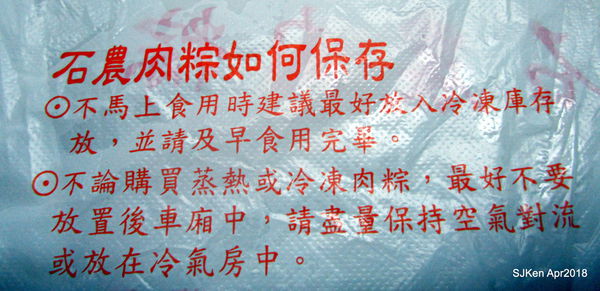 石農肉粽如何保存
⊙不馬上食用時建議最好放入冷凍庫存
放，並請及早食用完畢。
⊙不論購買蒸熱或冷凍肉粽，最好不要
放置後車廂中，請盡量保持空氣對流
或放在冷氣房中。
SJKen Apr2018